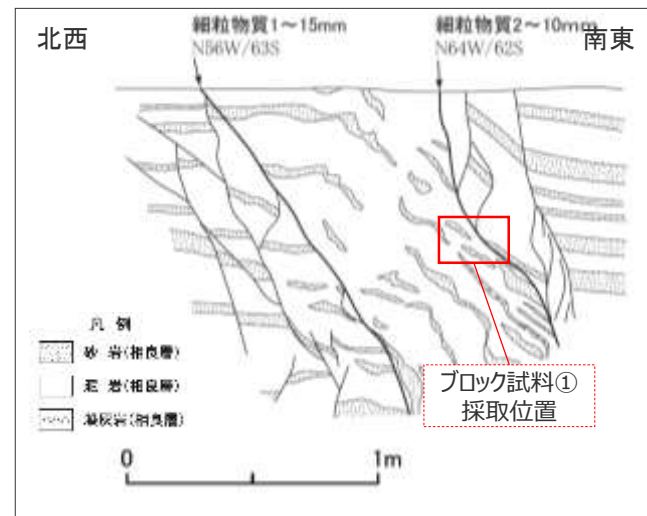 北西
細粒物質1～15mm
N56W/63S
細粒物質2～10mm
N64W/62S
南東
ブロック試料①
採取位置
凡 例
砂 岩(相良層)
泥 岩(相良層)
凝灰岩(相良層)
0
1m